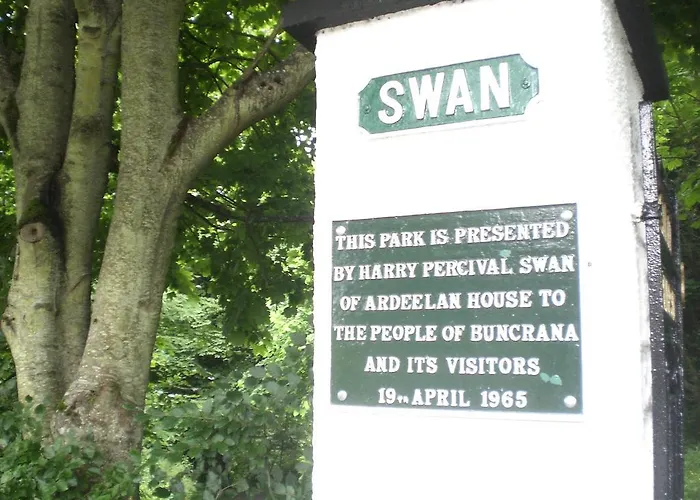 SWAN
THIS PARK IS PRESENTED
BY HARRY PERCIVAL SWAN
OF ARDEELAN HOUSE TO
THE PEOPLE OF BUNCRANA
AND ITS VISITORS
19TH APRIL 1965